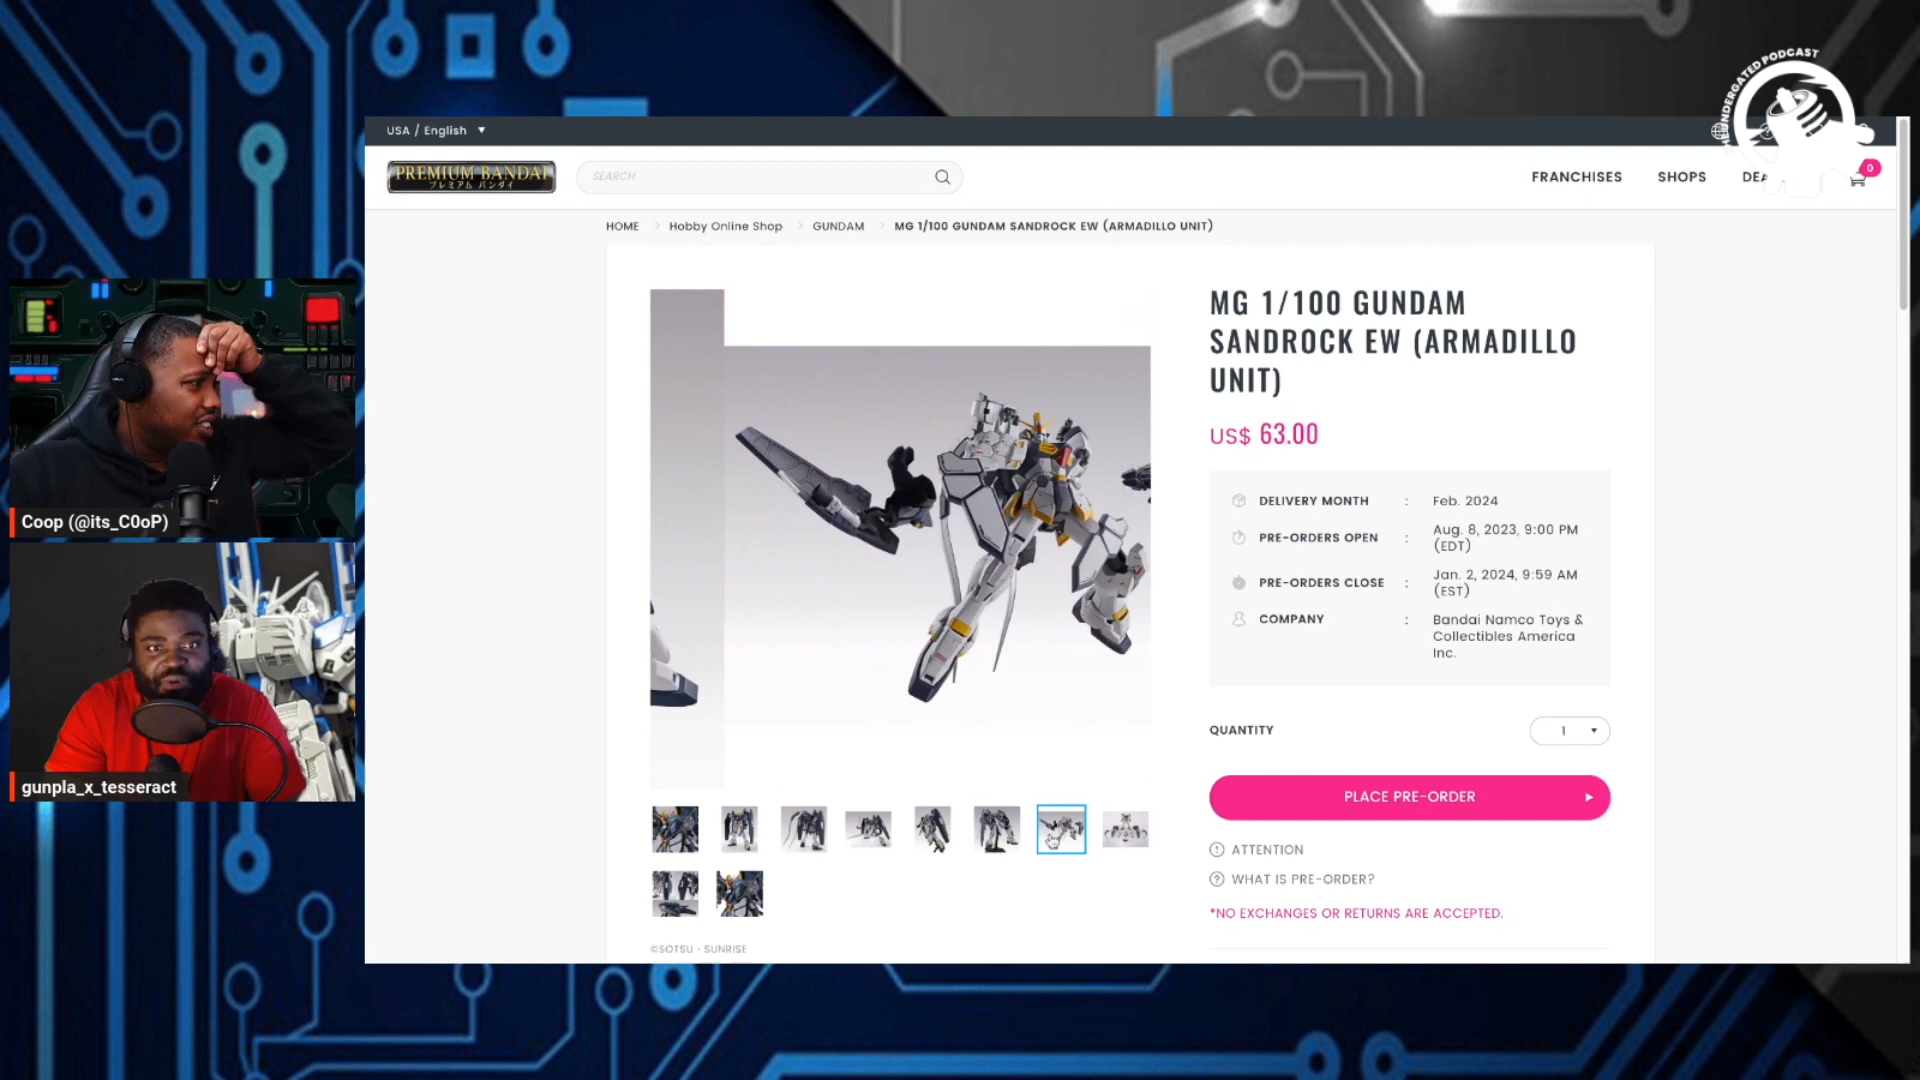 THE UNDERGATED PODCAST
USA / English
PREMIUM BANDAI
プレミアム バンダイ
SEARCH
FRANCHISES
SHOPS
0
HOME
Hobby Online Shop
GUNDAM
MG 1/100 GUNDAM SANDROCK EW (ARMADILLO UNIT)
MG 1/100 GUNDAM
SANDROCK EW (ARMADILLO
UNIT)
US$ 63.00
DELIVERY MONTH : Feb. 2024
PRE-ORDERS OPEN : Aug. 8, 2023, 9:00 PM
(EDT)
PRE-ORDERS CLOSE : Jan. 2, 2024, 9:59 AM
(EST)
COMPANY : Bandai Namco Toys &
Collectibles America
Inc.
QUANTITY
1
PLACE PRE-ORDER
ATTENTION
WHAT IS PRE-ORDER?
*NO EXCHANGES OR RETURNS ARE ACCEPTED.
©SOTSU・SUNRISE
Coop (@its_C0oP)
gunpla_x_tesseract